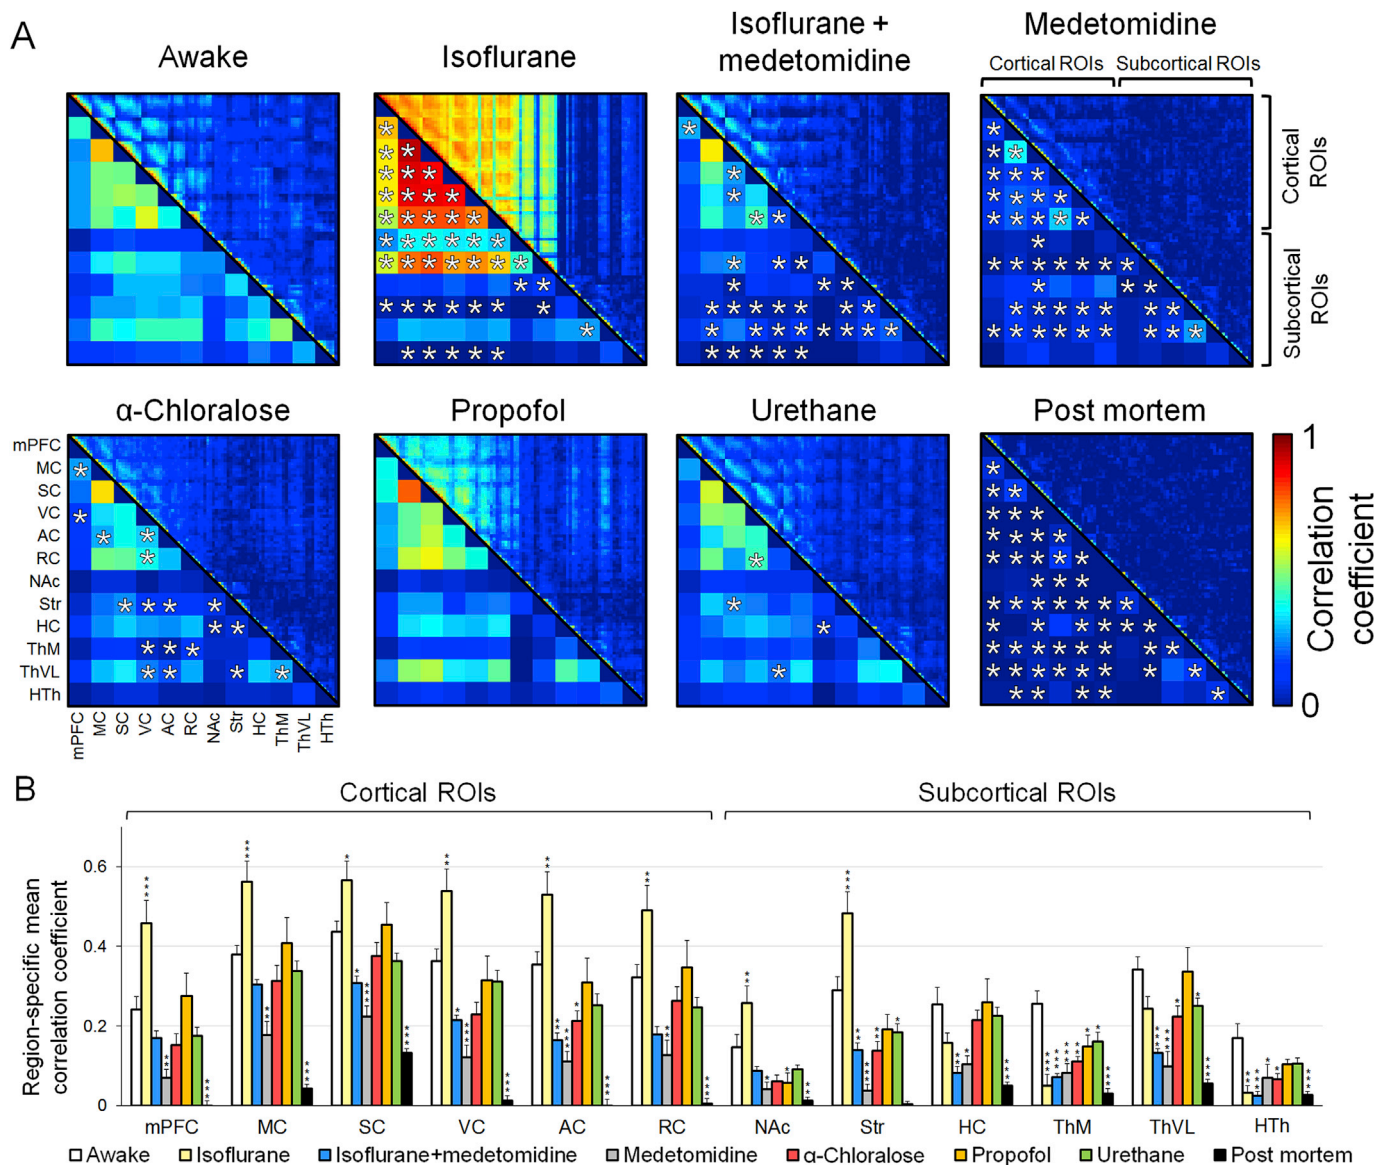 A
Awake
Isoflurane
Isoflurane +
medetomidine
Medetomidine
Cortical ROIs
Subcortical ROIs
Cortical
ROIs
Subcortical
ROIs
α-Chloralose
Propofol
Urethane
Post mortem
mPFC
MC
SC
VC
AC
RC
NAc
Str
HC
ThM
ThVL
HTh
mPFC
MC
SC
VC
AC
RC
NAc
Str
HC
ThM
ThVL
HTh
1
0
Correlation
coefficient
B
Cortical ROIs
Subcortical ROIs
Region-specific mean
correlation coefficient
0.6
0.4
0.2
0
mPFC MC SC VC AC RC NAc Str HC ThM ThVL HTh
Awake Isoflurane Isoflurane+medetomidine Medetomidine α-Chloralose Propofol Urethane Post mortem